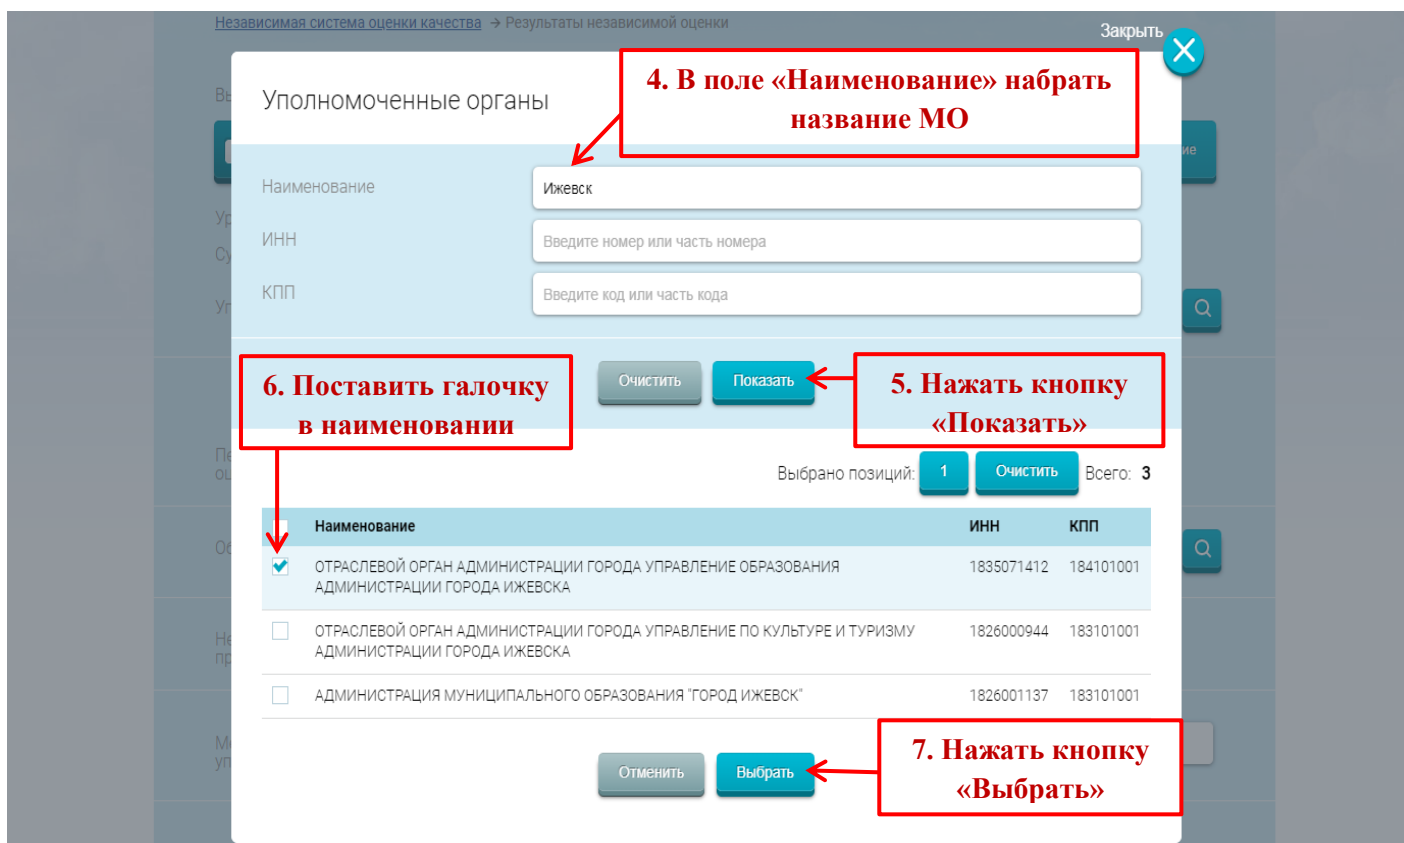 Независимая система оценки качества → Результаты независимой оценки
Закрыть
4. В поле «Наименование» набрать
название МО
Уполномоченные органы
Наименование
Ижевск
ИНН
Введите номер или часть номера
КПП
Введите код или часть кода
6. Поставить галочку
в наименовании
Очистить
Показать
5. Нажать кнопку
«Показать»
Выбрано позиций:
1
Очистить
Всего: 3
Наименование ИНН КПП
ОТРАСЛЕВОЙ ОРГАН АДМИНИСТРАЦИИ ГОРОДА УПРАВЛЕНИЕ ОБРАЗОВАНИЯ 1835071412 184101001
АДМИНИСТРАЦИИ ГОРОДА ИЖЕВСКА
ОТРАСЛЕВОЙ ОРГАН АДМИНИСТРАЦИИ ГОРОДА УПРАВЛЕНИЕ ПО КУЛЬТУРЕ И ТУРИЗМУ 1826000944 183101001
АДМИНИСТРАЦИИ ГОРОДА ИЖЕВСКА
АДМИНИСТРАЦИЯ МУНИЦИПАЛЬНОГО ОБРАЗОВАНИЯ "ГОРОД ИЖЕВСК" 1826001137 183101001
Отменить
Выбрать
7. Нажать кнопку
«Выбрать»